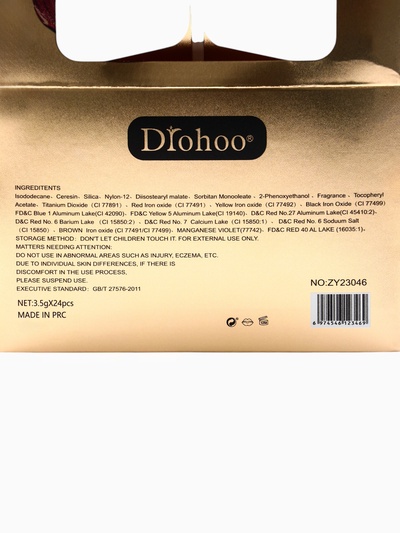 Drohoo®
INGREDITENTS
Isododecane、Ceresin、Silica、Nylon-12、Diisostearyl malate、Sorbitan Monooleate、2-Phenoxyethanol、Fragrance、Tocopheryl
Acetate、Titanium Dioxide（CI 77891）、Red Iron oxide (CI 77491）、Yellow Iron oxide (CI 77492）、Black Iron Oxide (CI 77499)
FD&C Blue 1 Aluminum Lake(CI 42090)、FD&C Yellow 5 Aluminum Lake(CI 19140)、D&C Red No.27 Aluminum Lake(CI 45410:2)、
D&C Red No. 6 Barium Lake （CI 15850:2）、D&C Red No. 7 Calcium Lake（CI 15850:1）、D&C Red No. 6 Soduum Salt
（CI 15850）、BROWN Iron oxide (CI 77491/CI 77499)、MANGANESE VIOLET(77742)、FD&C RED 40 AL LAKE (16035:1)、
STORAGE METHOD：DON'T LET CHILDREN TOUCH IT. FOR EXTERNAL USE ONLY.
MATTERS NEEDING ATTENTION:
DO NOT USE IN ABNORMAL AREAS SUCH AS INJURY, ECZEMA, ETC.
DUE TO INDIVIDUAL SKIN DIFFERENCES, IF THERE IS
DISCOMFORT IN THE USE PROCESS,
PLEASE SUSPEND USE.
EXECUTIVE STANDARD：GB/T 27576-2011
NO:ZY23046
NET:3.5gX24pcs
MADE IN PRC
6 974546 123469